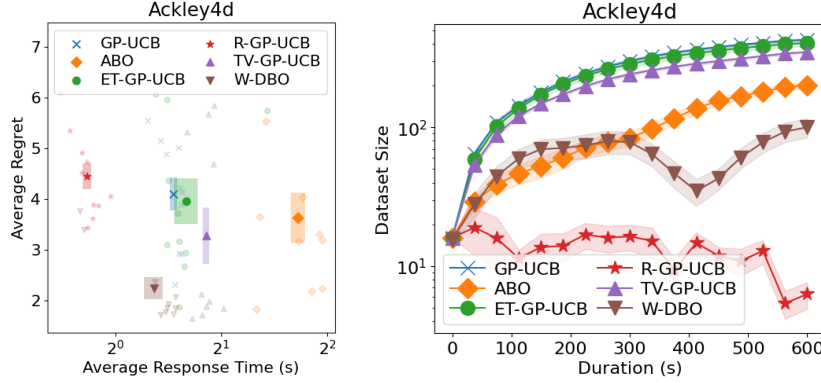 Ackley4d
GP-UCB
ABO
ET-GP-UCB
R-GP-UCB
TV-GP-UCB
W-DBO
7
6
5
4
3
2
Average Regret
2^0
2^1
2^2
Average Response Time (s)
Ackley4d
10^2
10^1
Dataset Size
GP-UCB
ABO
ET-GP-UCB
R-GP-UCB
TV-GP-UCB
W-DBO
0 100 200 300 400 500 600
Duration (s)